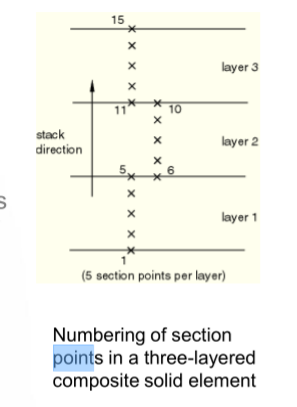 15
layer 3
11 10
stack
direction
layer 2
5 6
s
layer 1
1
(5 section points per layer)
Numbering of section
points in a three-layered
composite solid element